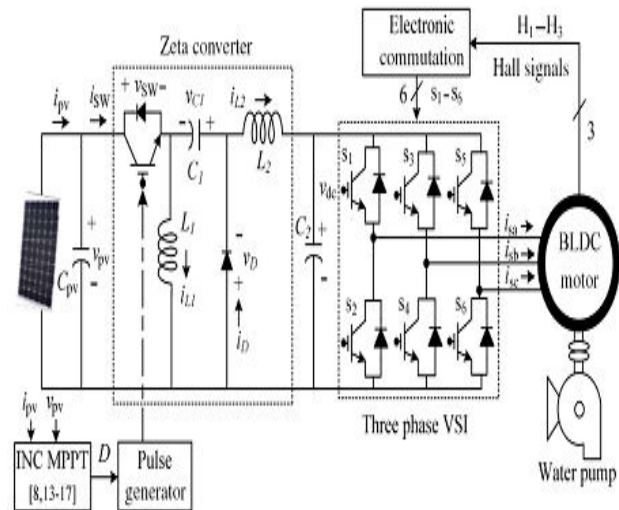 Electronic
commutation
H1–H3
Hall signals
Zeta converter
6
s1–s6
3
ipv
iSW
+ vSW –
vC1
- +
C1
iL2
L2
s1
s3
s5
vdc
L1
iL1
-
vD
+
iD
C2
+
-
+
vpv
-
Cpv
isa
isb
isc
BLDC
motor
s2
s4
s6
Three phase VSI
ipv
vpv
INC MPPT
[8,13-17]
D
Pulse
generator
Water pump